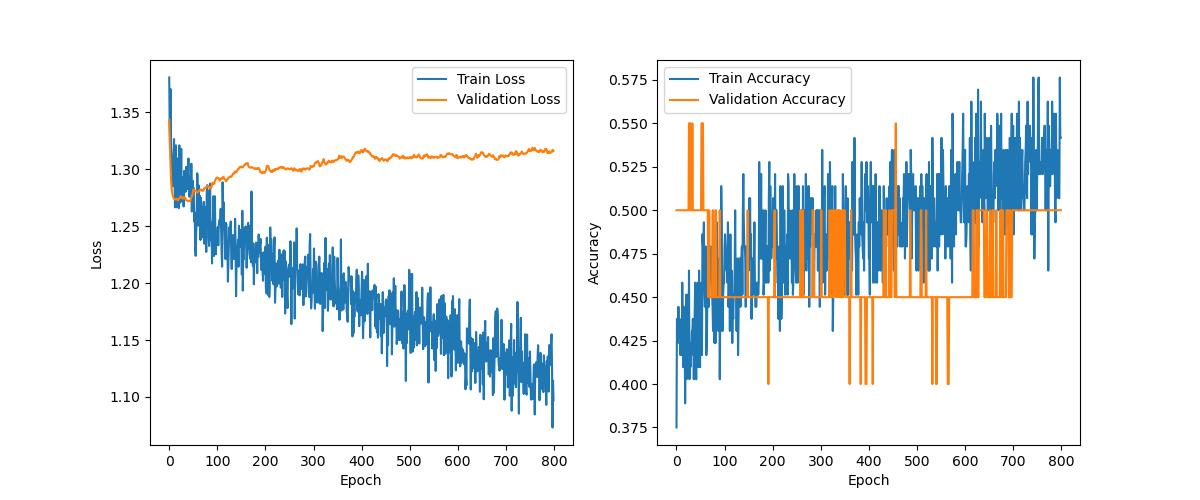 Train Loss
Validation Loss
1.35
1.30
1.25
1.20
1.15
1.10
Loss
0 100 200 300 400 500 600 700 800
Epoch
Train Accuracy
Validation Accuracy
0.575
0.550
0.525
0.500
0.475
0.450
0.425
0.400
0.375
Accuracy
0 100 200 300 400 500 600 700 800
Epoch